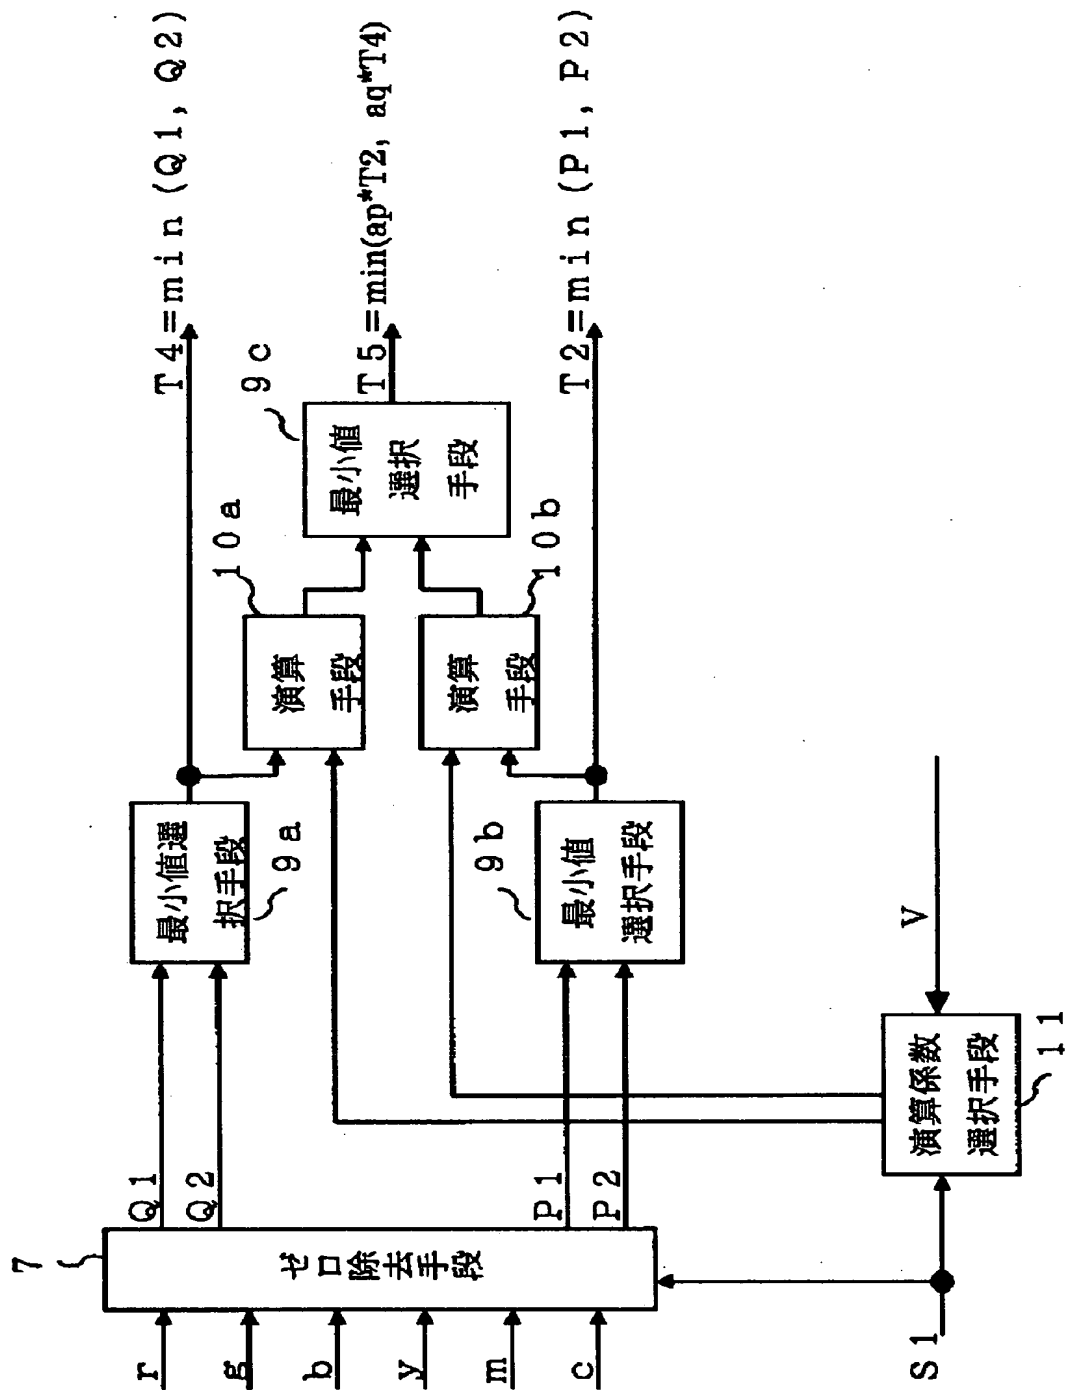 7
r
g
b
y
m
c
ゼロ除去手段
Q1
Q2
P1
P2
S1
最小値選
択手段
9a
最小値
選択手段
9b
演算係数
選択手段
11
V
演算
手段
10a
演算
手段
10b
最小値
選択
手段
9c
T4=min(Q1, Q2)
T5=min(ap*T2, aq*T4)
T2=min(P1, P2)